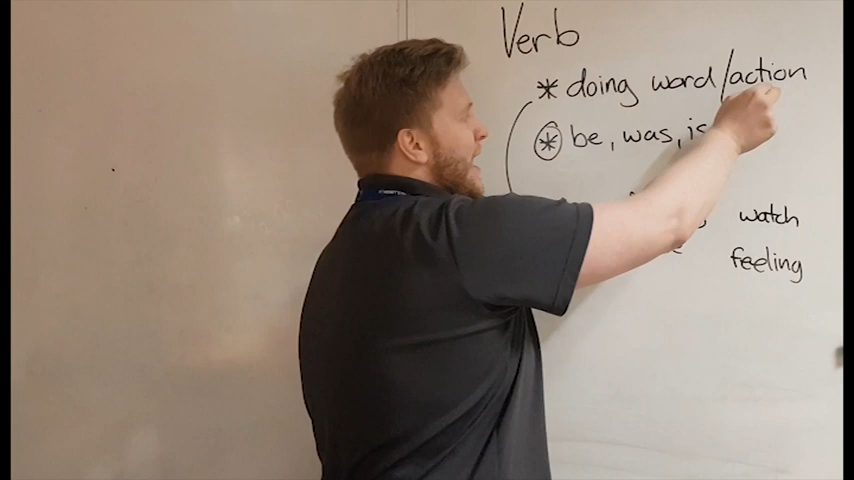 Verb
* doing word/action
* be, was, is
watch
feeling